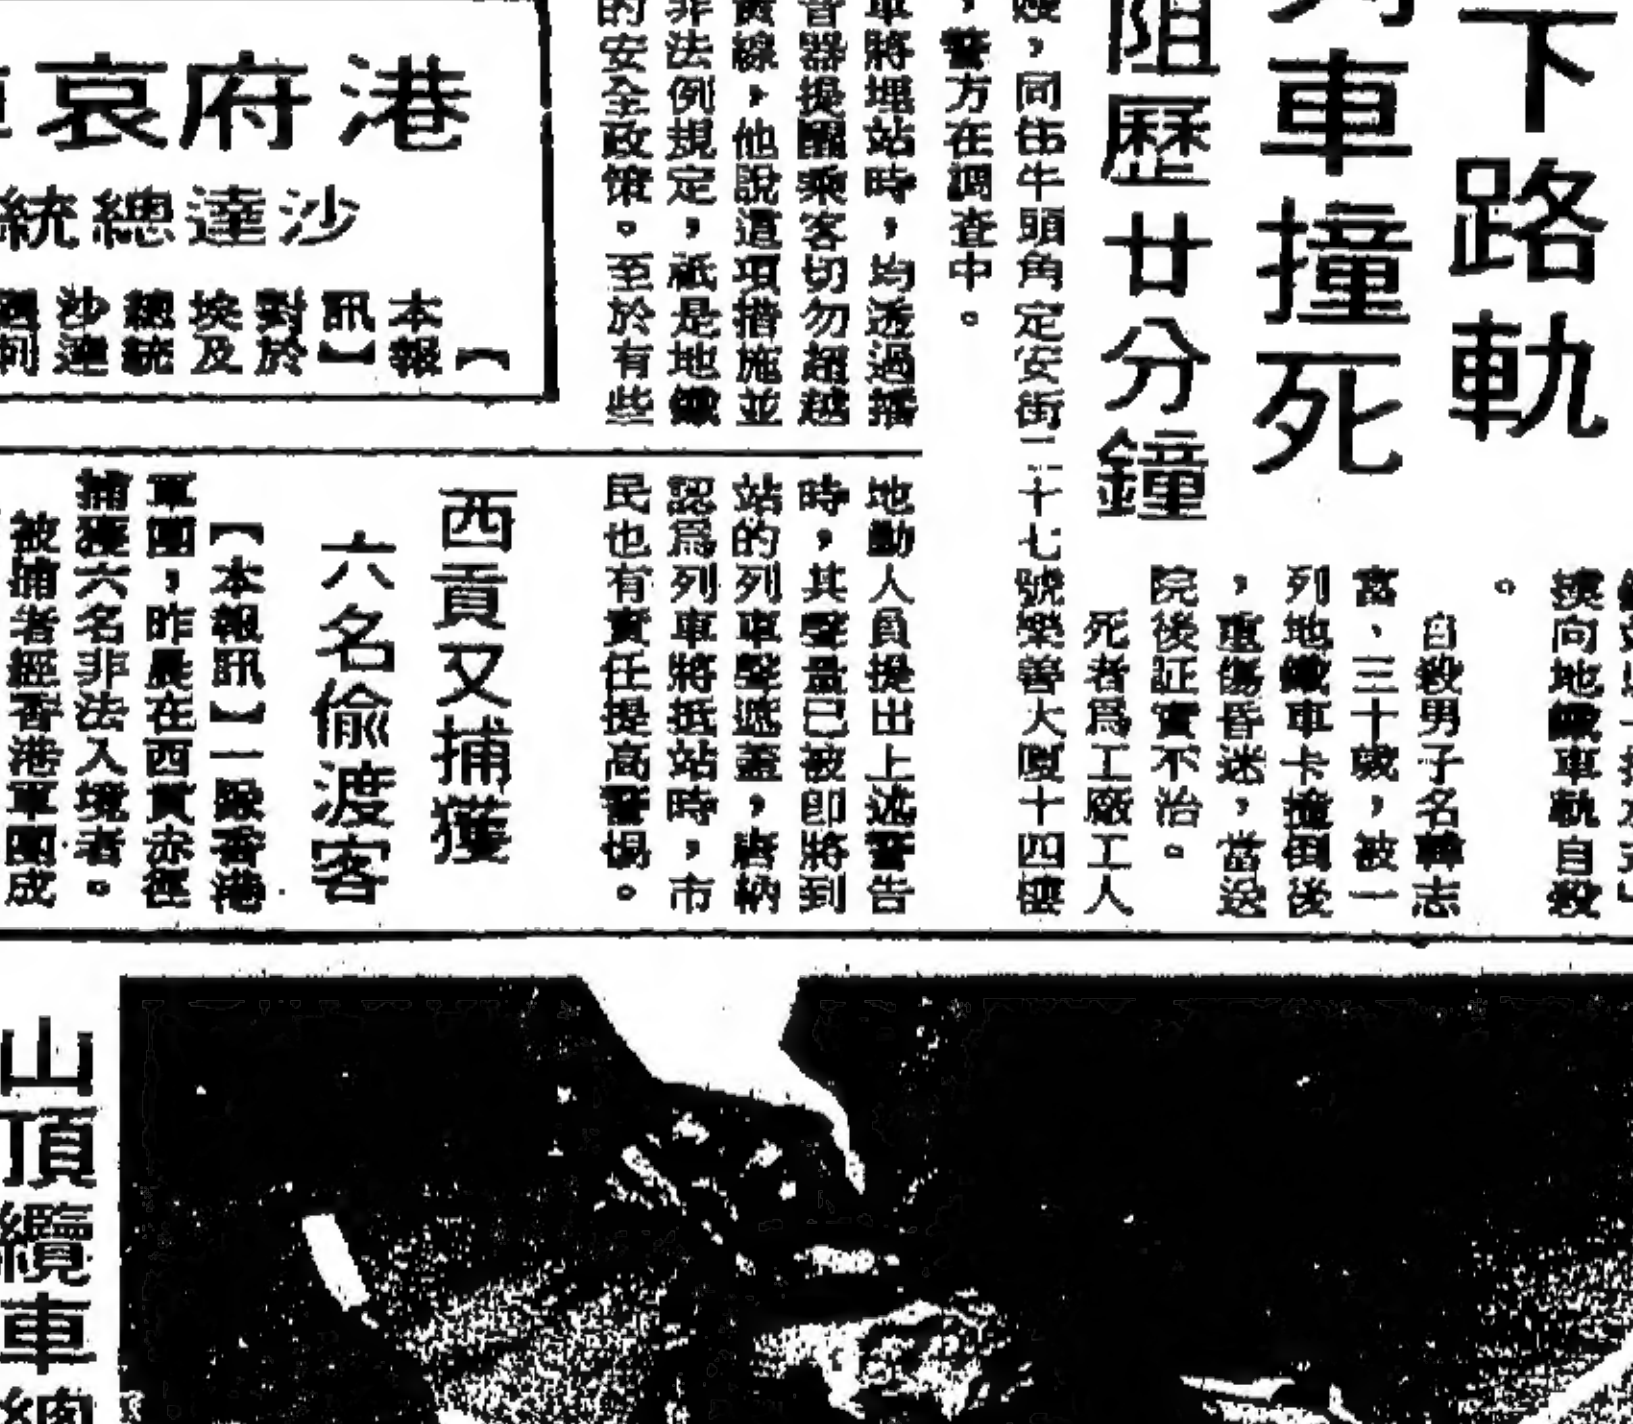 下路軌
列車撞死
阻歷廿分鐘
撲向地鐵車軌自殺
。
自殺男子名韓志
富、三十歲，被一
列地鐵車卡撞倒後
，重傷昏迷，當送
院後証實不治。
死者為工廠工人
，同住牛頭角定安街二十七號樂善大廈十四樓
，警方在調查中。
車將埋站時，均透過播
音器提醒乘客切勿超越
黃線，他說這項措施並
非法例規定，祇是地鐵
的安全政策。至於有些
地動人員提出上述警告
時，其聲量已被即將到
站的列車聲遮蓋，
認為列車將抵站時，市
民也有責任提高警惕。
港府哀
沙達總統
【本報
訊】
對於
埃及
總統
沙達
西貢又捕獲
六名偷渡客
【本報訊】一隊香港
軍團，昨晨在西貢赤徑
捕獲六名非法入境者。
被捕者經香港軍團成
山頂纜車總